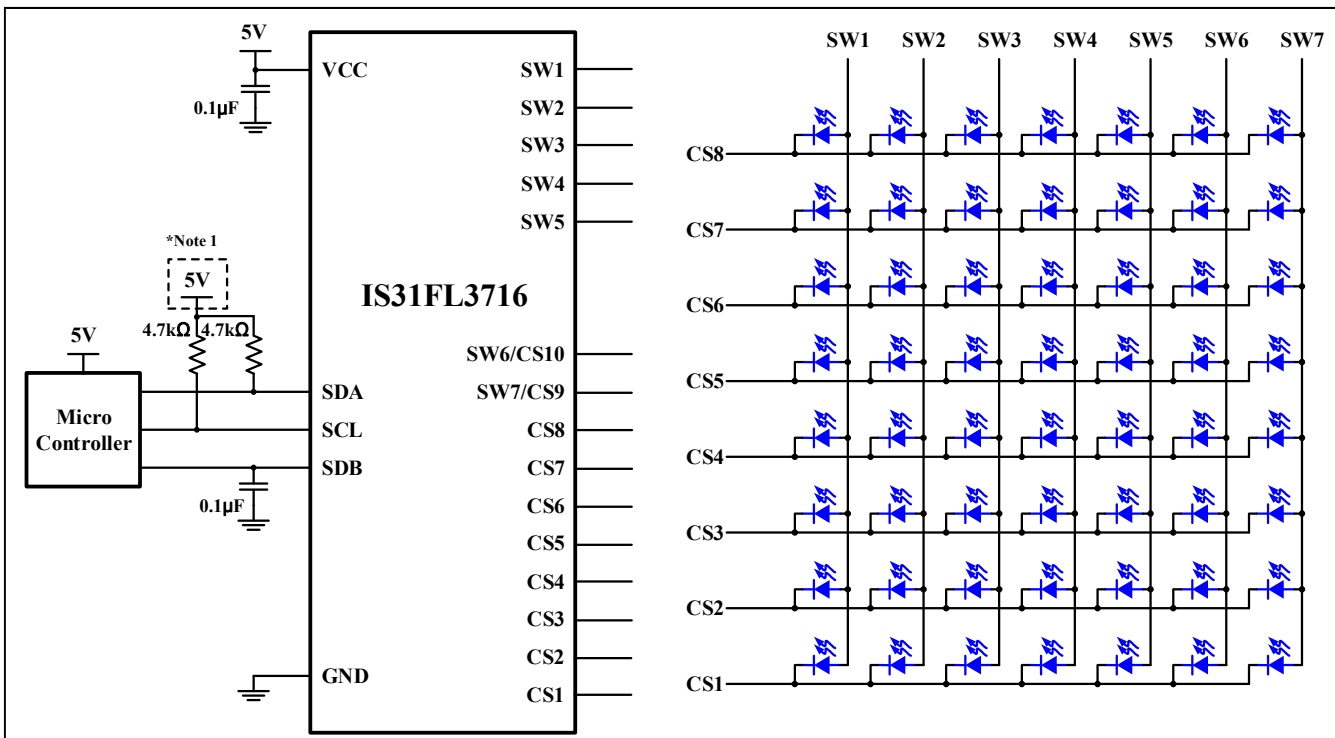 5V
VCC
0.1µF
*Note 1
5V
4.7kΩ 4.7kΩ
5V
Micro
Controller
SDA
SCL
SDB
0.1µF
GND
IS31FL3716
SW1
SW2
SW3
SW4
SW5
SW6/CS10
SW7/CS9
CS8
CS7
CS6
CS5
CS4
CS3
CS2
CS1
SW1 SW2 SW3 SW4 SW5 SW6 SW7
CS8
CS7
CS6
CS5
CS4
CS3
CS2
CS1